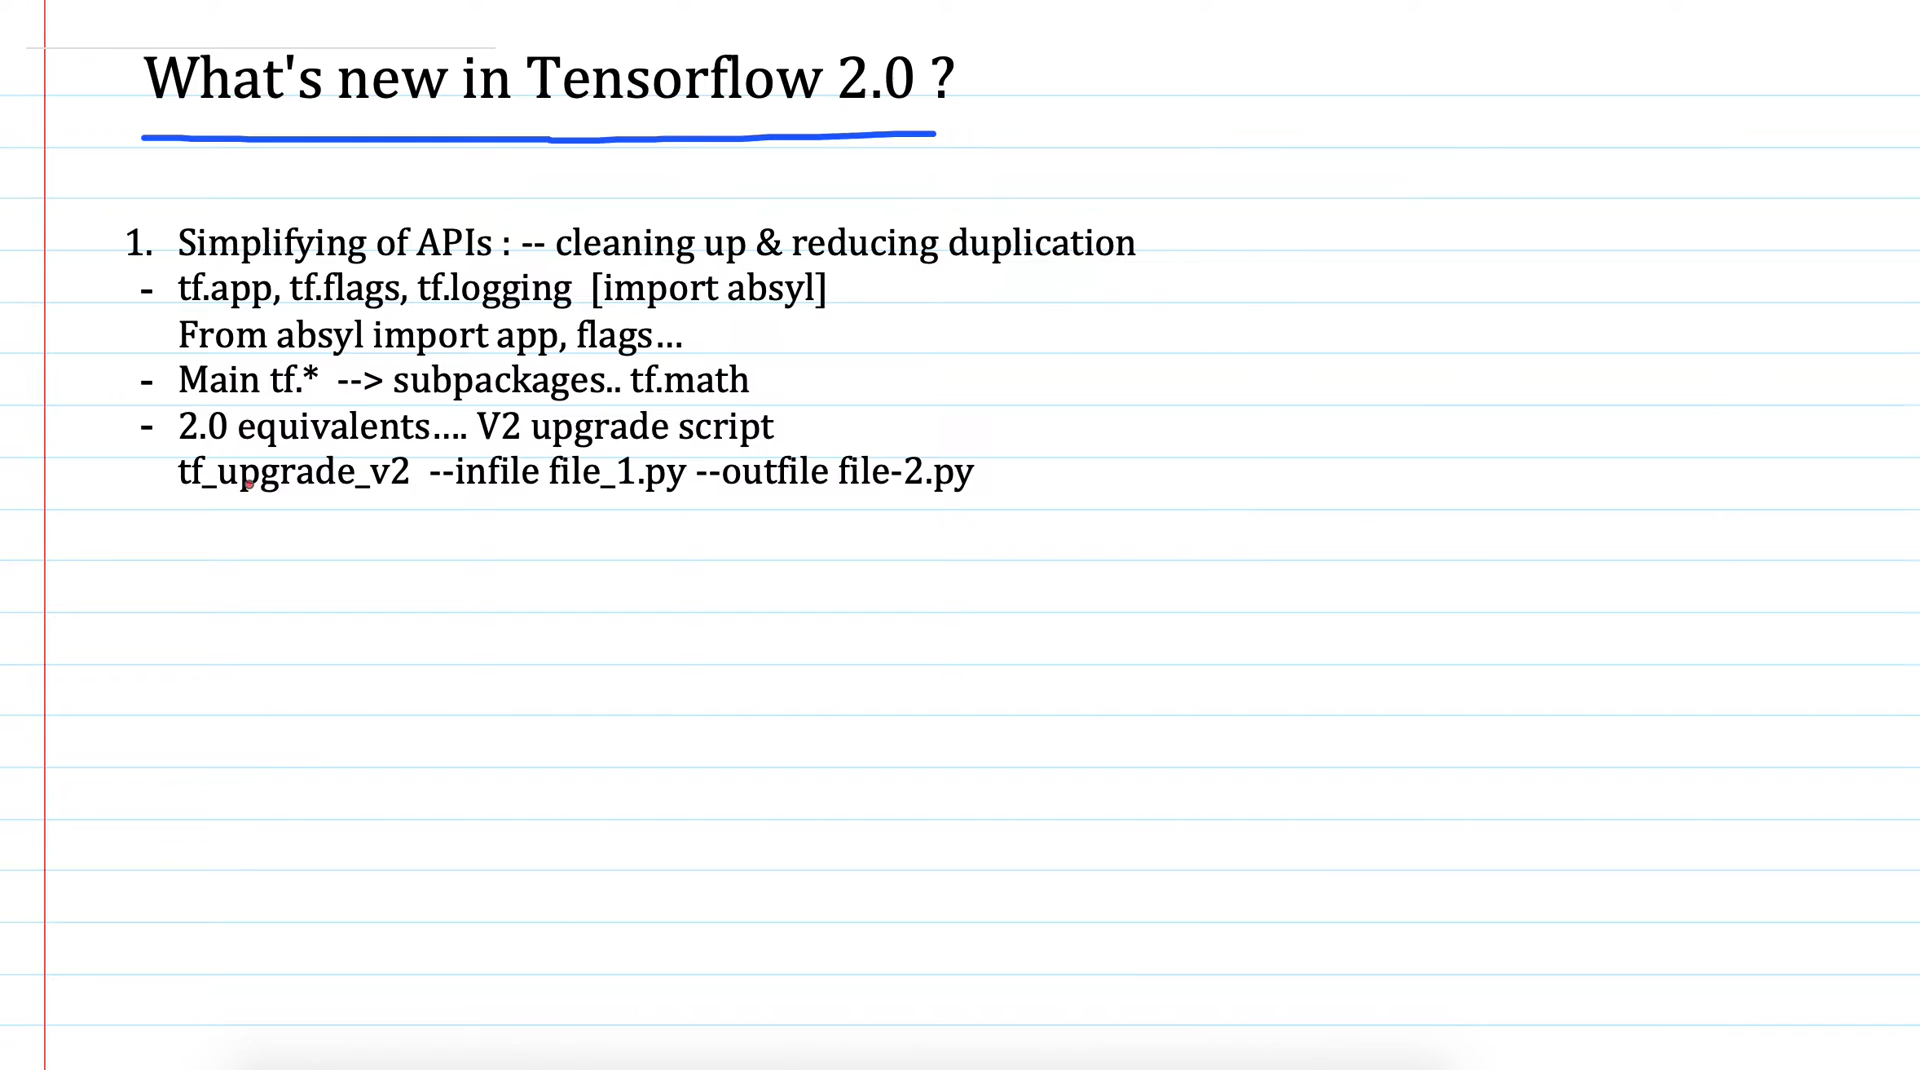 What's new in Tensorflow 2.0 ?
1. Simplifying of APIs : -- cleaning up & reducing duplication
- tf.app, tf.flags, tf.logging [import absyl]
From absyl import app, flags...
- Main tf.* --> subpackages.. tf.math
- 2.0 equivalents.... V2 upgrade script
tf_upgrade_v2 --infile file_1.py --outfile file-2.py